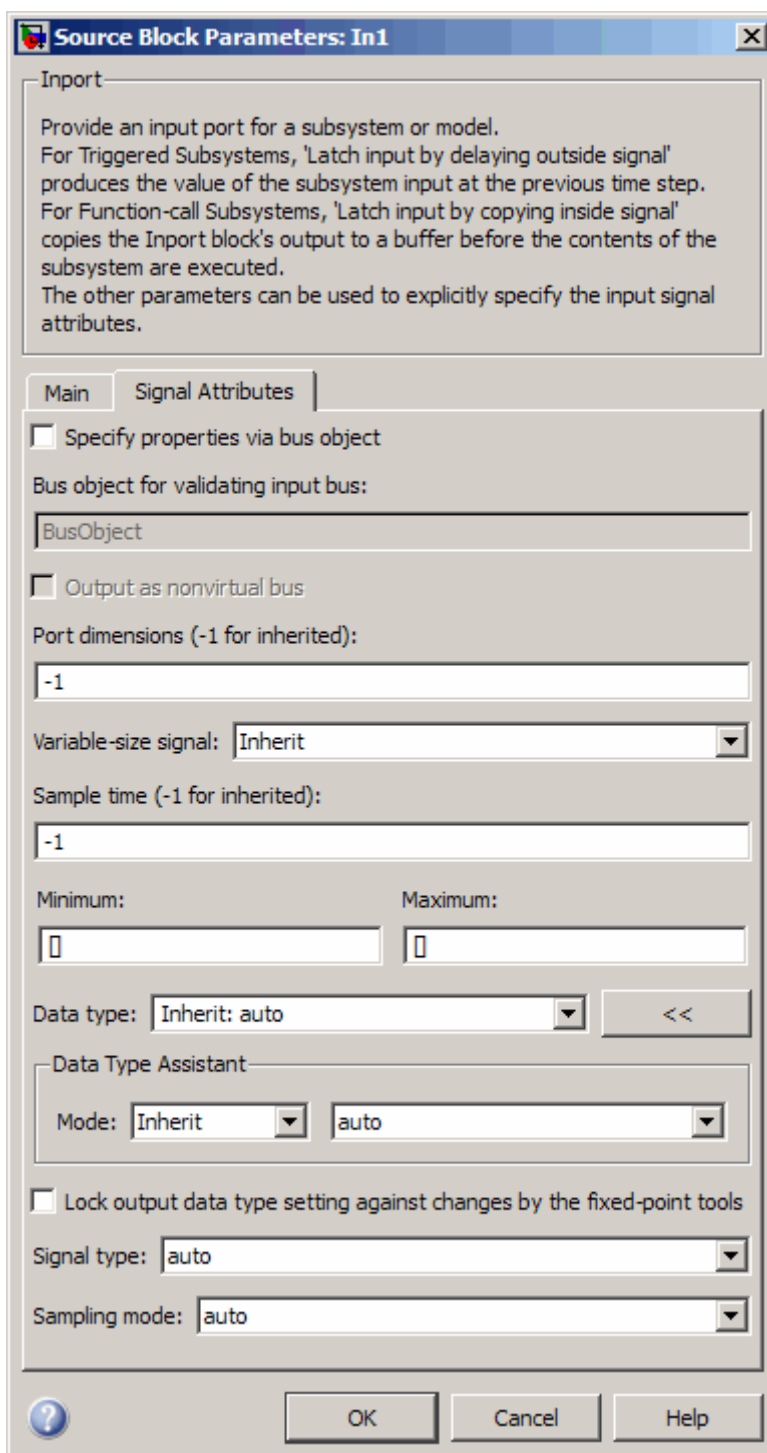 Source Block Parameters: In1
Inport
Provide an input port for a subsystem or model.
For Triggered Subsystems, 'Latch input by delaying outside signal'
produces the value of the subsystem input at the previous time step.
For Function-call Subsystems, 'Latch input by copying inside signal'
copies the Inport block's output to a buffer before the contents of the
subsystem are executed.
The other parameters can be used to explicitly specify the input signal
attributes.
Main Signal Attributes
Specify properties via bus object
Bus object for validating input bus:
BusObject
Output as nonvirtual bus
Port dimensions (-1 for inherited):
-1
Variable-size signal: Inherit
Sample time (-1 for inherited):
-1
Minimum: Maximum:
[] []
Data type: Inherit: auto <<
Data Type Assistant
Mode: Inherit auto
Lock output data type setting against changes by the fixed-point tools
Signal type: auto
Sampling mode: auto
? OK Cancel Help